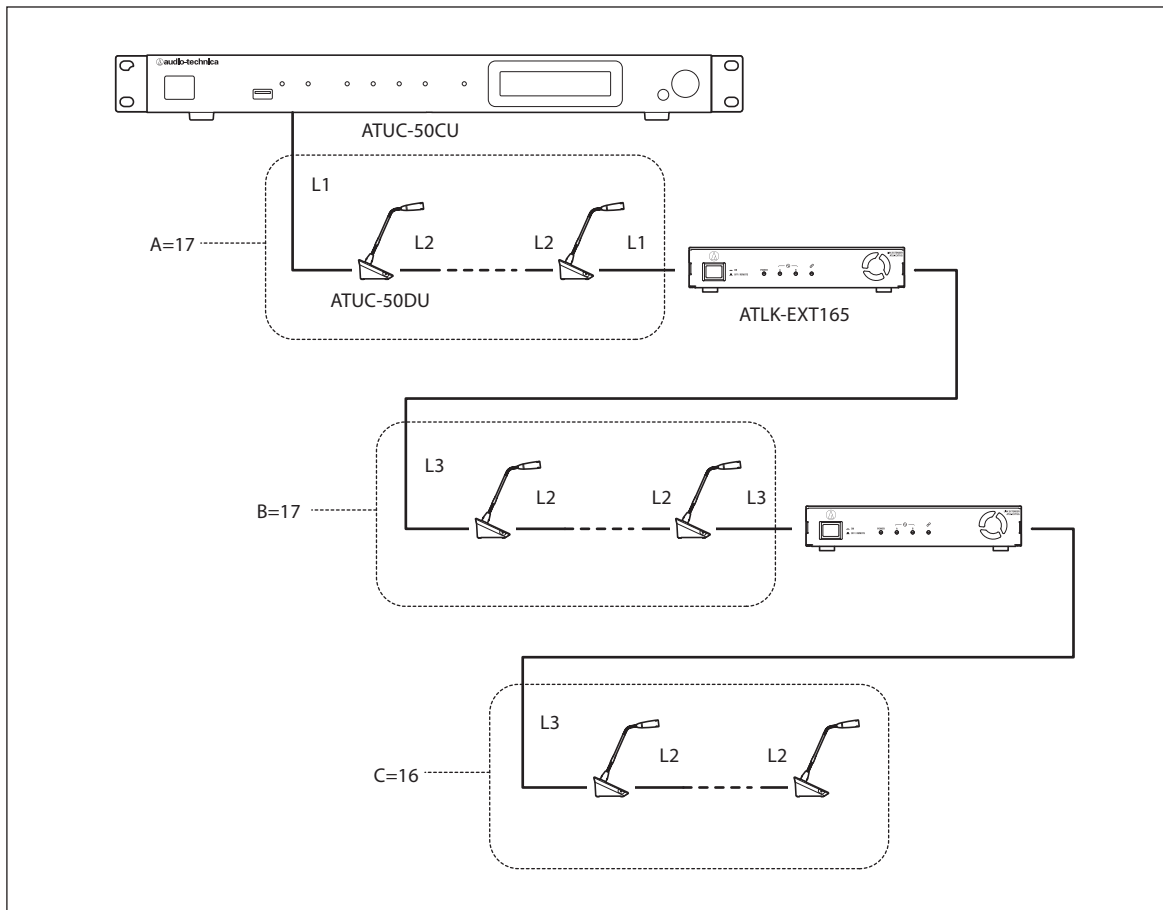 audio-technica
ATUC-50CU
L1
A=17
L2
L2
L1
ATUC-50DU
ATLK-EXT165
L3
B=17
L2
L2
L3
L3
C=16
L2
L2